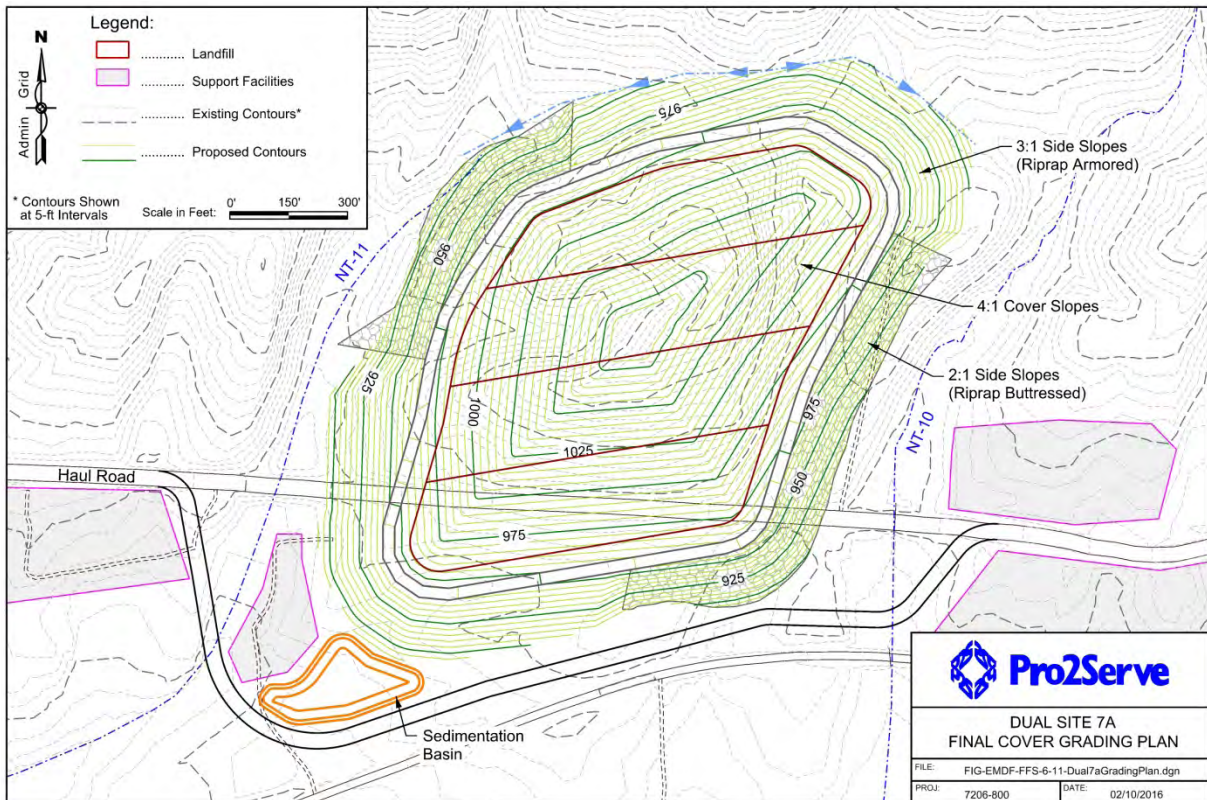 Legend:
N
Admin Grid
.......... Landfill
.......... Support Facilities
.......... Existing Contours*
.......... Proposed Contours
* Contours Shown
at 5-ft Intervals
Scale in Feet:
0' 150' 300'
975
3:1 Side Slopes
(Riprap Armored)
950
NT-11
4:1 Cover Slopes
925
2:1 Side Slopes
(Riprap Buttressed)
1000
975
NT-10
1025
Haul Road
950
975
925
Sedimentation
Basin
Pro2Serve
DUAL SITE 7A
FINAL COVER GRADING PLAN
FILE: FIG-EMDF-FFS-6-11-Dual7aGradingPlan.dgn
PROJ: 7206-800 DATE: 02/10/2016